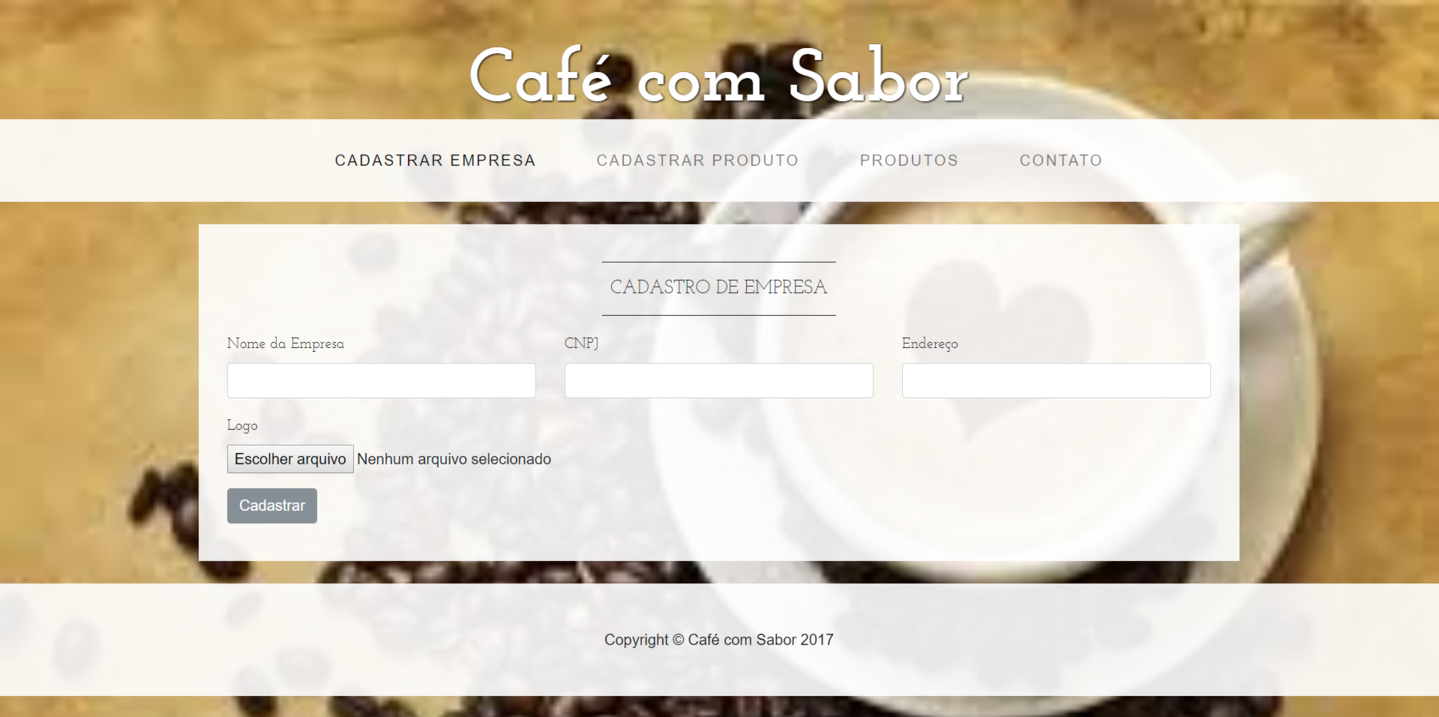 Café com Sabor
CADASTRAR EMPRESA CADASTRAR PRODUTO PRODUTOS CONTATO
CADASTRO DE EMPRESA
Nome da Empresa CNPJ Endereço
Logo
Escolher arquivo Nenhum arquivo selecionado
Cadastrar
Copyright © Café com Sabor 2017